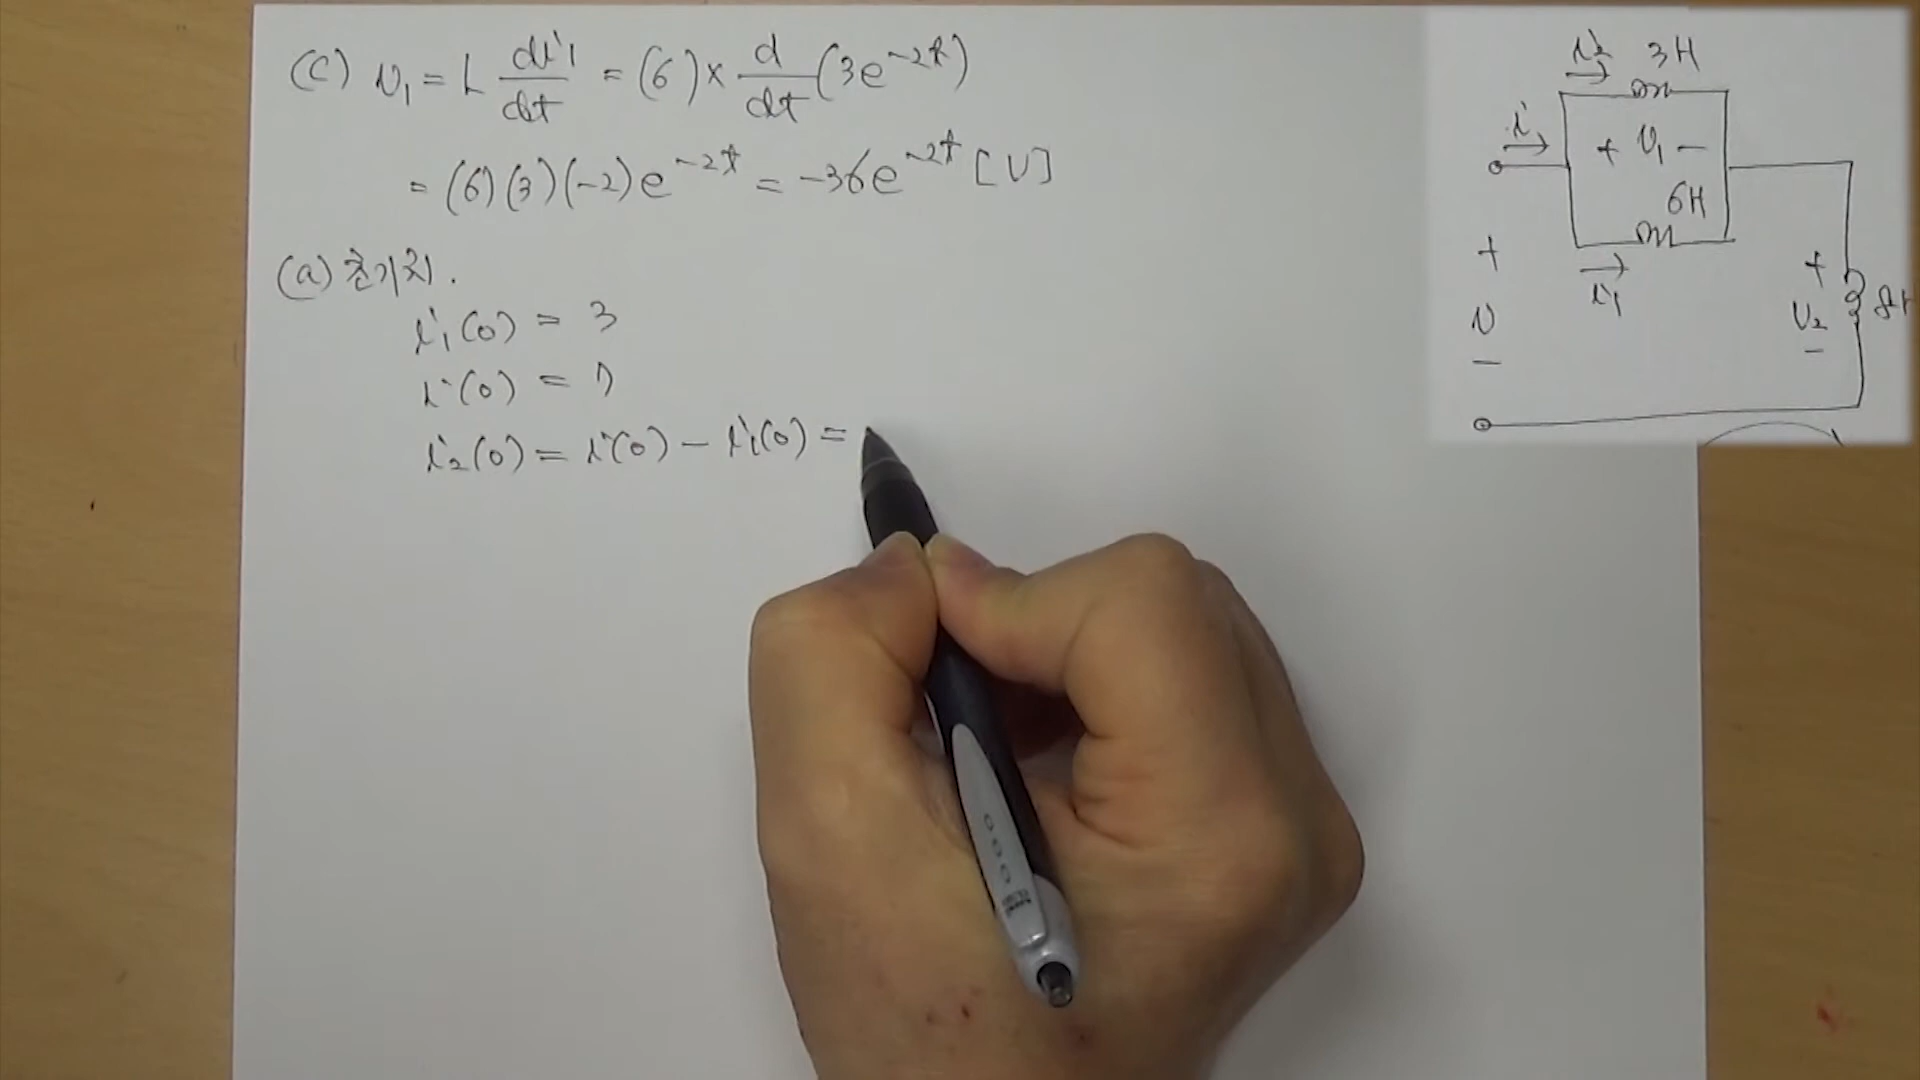 (c) v₁ = L di₁/dt = (6) × d/dt (3e^-2t)
= (6)(3)(-2)e^-2t = -36e^-2t [V]
(a) 초기치.
i₁(0) = 3
i(0) = 7
i₂(0) = i(0) - i₁(0) =
i₂ 3H
i
+ v₁ -
6H
i₁
+
v
-
+
v₂
-
8H